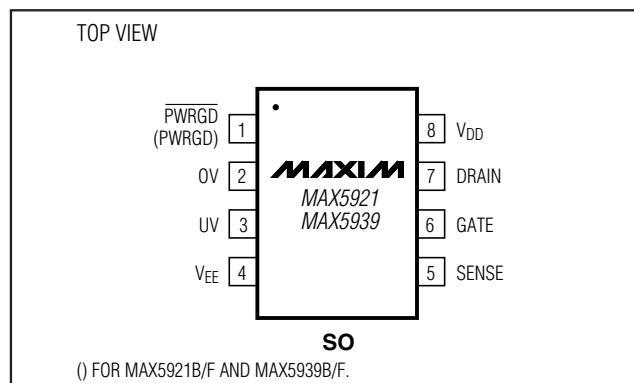 TOP VIEW
PWRGD
(PWRGD) 1
OV 2
UV 3
VEE 4
MAXIM
MAX5921
MAX5939
8 VDD
7 DRAIN
6 GATE
5 SENSE
SO
() FOR MAX5921B/F AND MAX5939B/F.